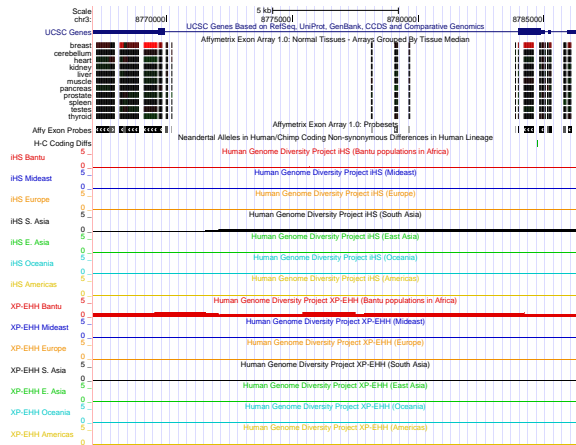 Scale 5 kb
chr3: 8770000 8775000 8780000 8785000
UCSC Genes Based on RefSeq, UniProt, GenBank, CCDS and Comparative Genomics
UCSC Genes
Affymetrix Exon Array 1.0: Normal Tissues - Arrays Grouped By Tissue Median
breast
cerebellum
heart
kidney
liver
muscle
pancreas
prostate
spleen
testes
thyroid
Affymetrix Exon Array 1.0: Probesets
Affy Exon Probes
Neandertal Alleles in Human/Chimp Coding Non-synonymous Differences in Human Lineage
H-C Coding Diffs
5 Human Genome Diversity Project iHS (Bantu populations in Africa)
iHS Bantu
0
5 Human Genome Diversity Project iHS (Mideast)
iHS Mideast
0
5 Human Genome Diversity Project iHS (Europe)
iHS Europe
0
5 Human Genome Diversity Project iHS (South Asia)
iHS S. Asia
0
5 Human Genome Diversity Project iHS (East Asia)
iHS E. Asia
0
5 Human Genome Diversity Project iHS (Oceania)
iHS Oceania
0
5 Human Genome Diversity Project iHS (Americas)
iHS Americas
0
5 Human Genome Diversity Project XP-EHH (Bantu populations in Africa)
XP-EHH Bantu
0
5 Human Genome Diversity Project XP-EHH (Mideast)
XP-EHH Mideast
0
5 Human Genome Diversity Project XP-EHH (Europe)
XP-EHH Europe
0
5 Human Genome Diversity Project XP-EHH (South Asia)
XP-EHH S. Asia
0
5 Human Genome Diversity Project XP-EHH (East Asia)
XP-EHH E. Asia
0
5 Human Genome Diversity Project XP-EHH (Oceania)
XP-EHH Oceania
0
5 Human Genome Diversity Project XP-EHH (Americas)
XP-EHH Americas
0